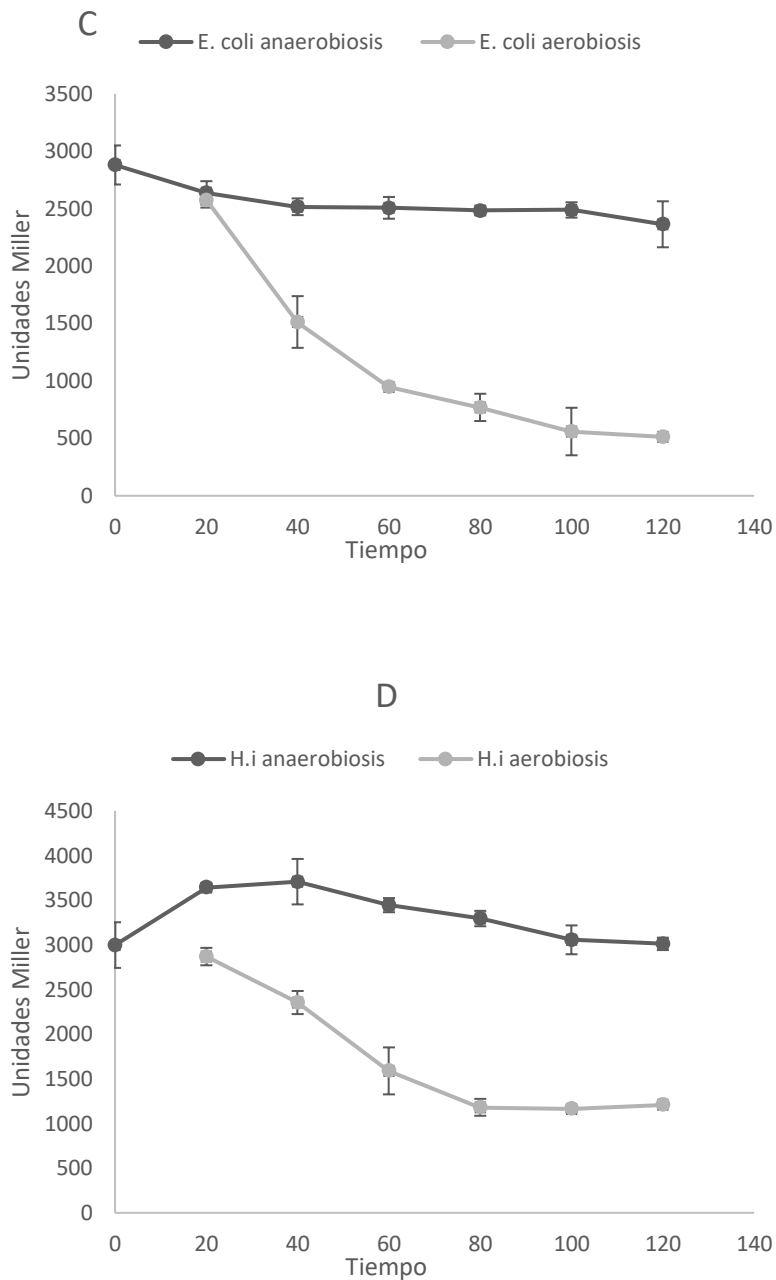 C
E. coli anaerobiosis E. coli aerobiosis
3500
3000
2500
2000
1500
1000
500
0
Unidades Miller
0 20 40 60 80 100 120 140
Tiempo
D
H.i anaerobiosis H.i aerobiosis
4500
4000
3500
3000
2500
2000
1500
1000
500
0
Unidades Miller
0 20 40 60 80 100 120 140
Tiempo